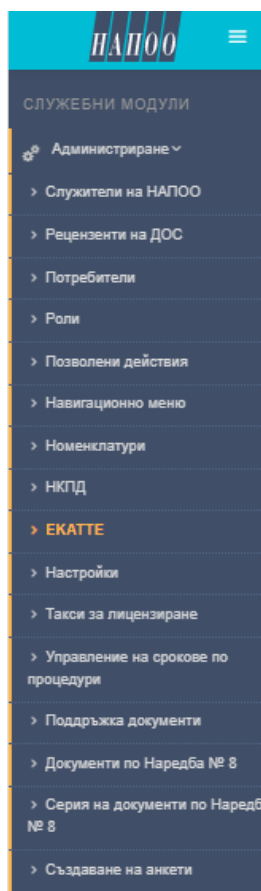 НАПОО
СЛУЖЕБНИ МОДУЛИ
Администриране
Служители на НАПОО
Рецензенти на ДОС
Потребители
Роли
Позволени действия
Навигационно меню
Номенклатури
НКПД
ЕКАТТЕ
Настройки
Такси за лицензиране
Управление на срокове по
процедури
Поддръжка документи
Документи по Наредба № 8
Серия на документи по Наредб
№ 8
Създаване на анкети